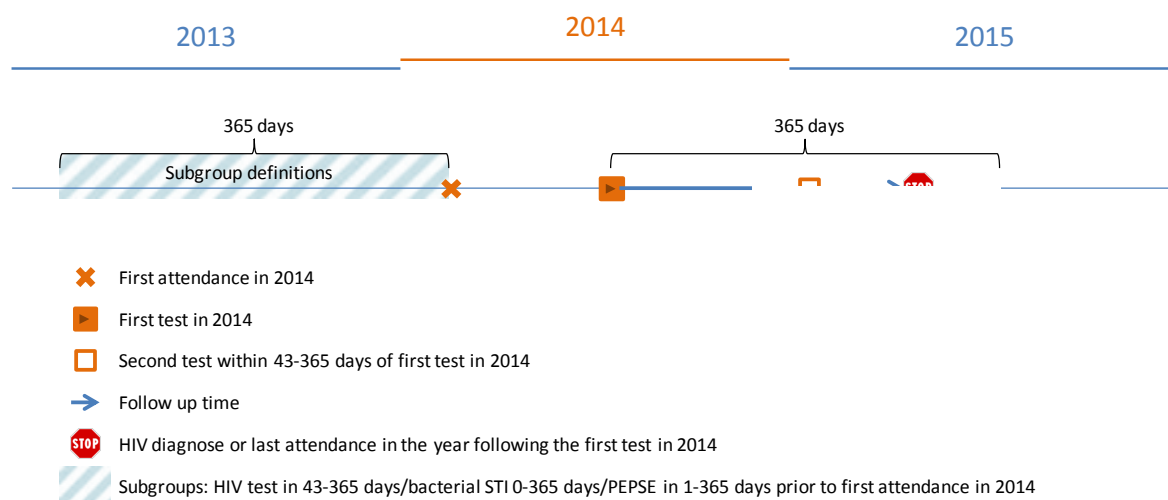 2013
2014
2015
365 days
365 days
Subgroup definitions
STOP
First attendance in 2014
First test in 2014
Second test within 43-365 days of first test in 2014
Follow up time
STOP
HIV diagnose or last attendance in the year following the first test in 2014
Subgroups: HIV test in 43-365 days/bacterial STI 0-365 days/PEPSE in 1-365 days prior to first attendance in 2014